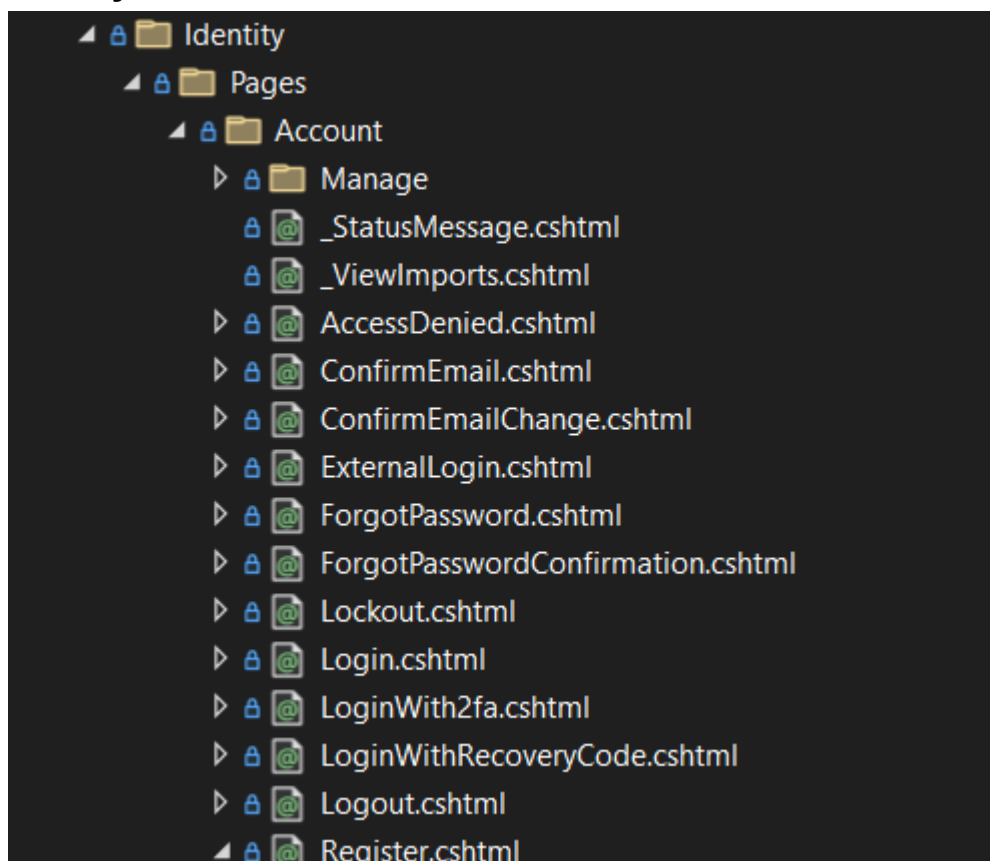 Identity
Pages
Account
Manage
_StatusMessage.cshtml
_ViewImports.cshtml
AccessDenied.cshtml
ConfirmEmail.cshtml
ConfirmEmailChange.cshtml
ExternalLogin.cshtml
ForgotPassword.cshtml
ForgotPasswordConfirmation.cshtml
Lockout.cshtml
Login.cshtml
LoginWith2fa.cshtml
LoginWithRecoveryCode.cshtml
Logout.cshtml
Register.cshtml